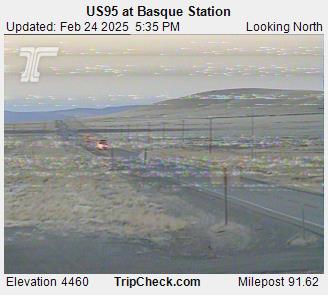 US95 at Basque Station
Updated: Feb 24 2025 5:35 PM Looking North
Elevation 4460 TripCheck.com Milepost 91.62